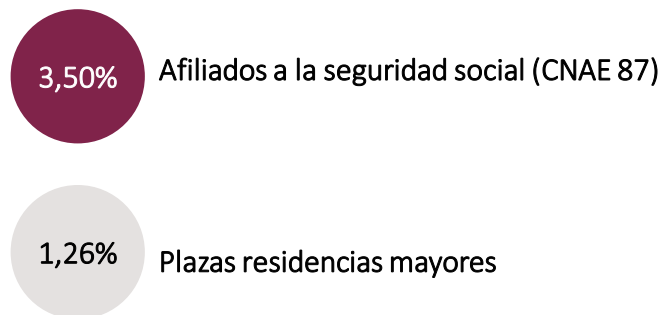 3,50% Afiliados a la seguridad social (CNAE 87)
1,26% Plazas residencias mayores